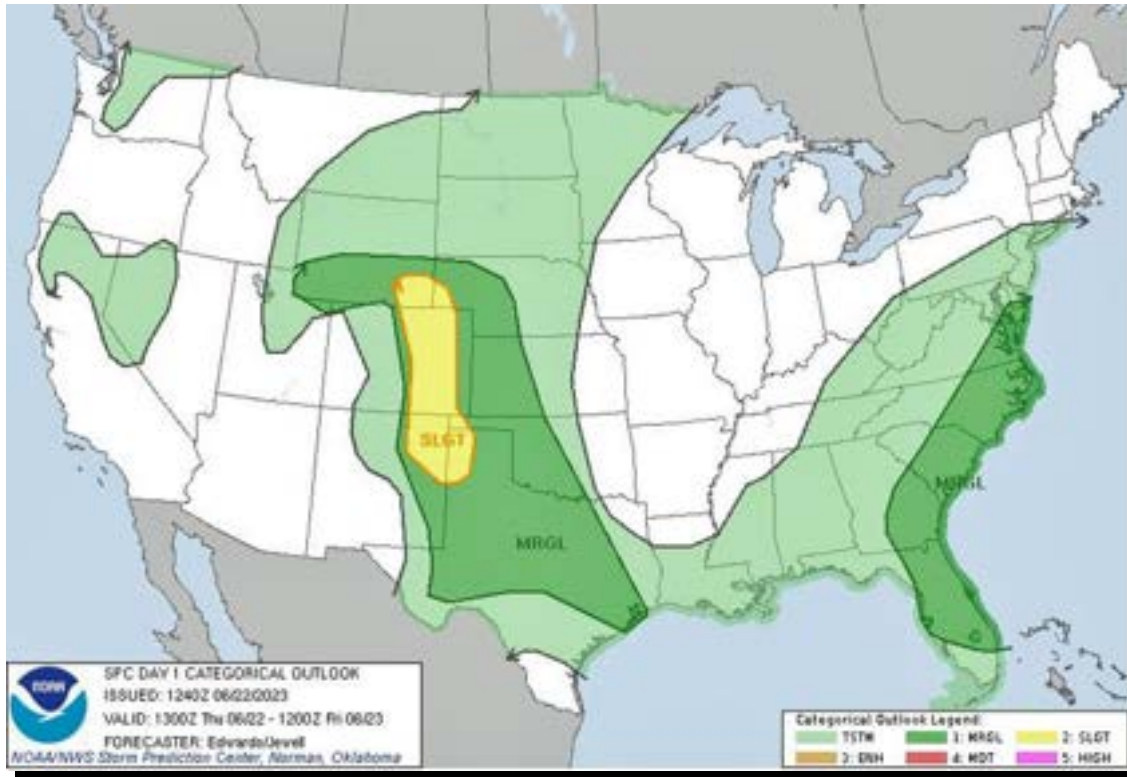 SLGT
MRGL
MRGL
NOAA
SPC DAY 1 CATEGORICAL OUTLOOK
ISSUED: 1240Z 06/22/2023
VALID: 1300Z Thu 06/22 - 1200Z Fri 06/23
FORECASTER: Edwards/Jewell
NOAA/NWS Storm Prediction Center, Norman, Oklahoma
Categorical Outlook Legend:
TSTM 1: MRGL 2: SLGT
3: ENH 4: MDT 5: HIGH